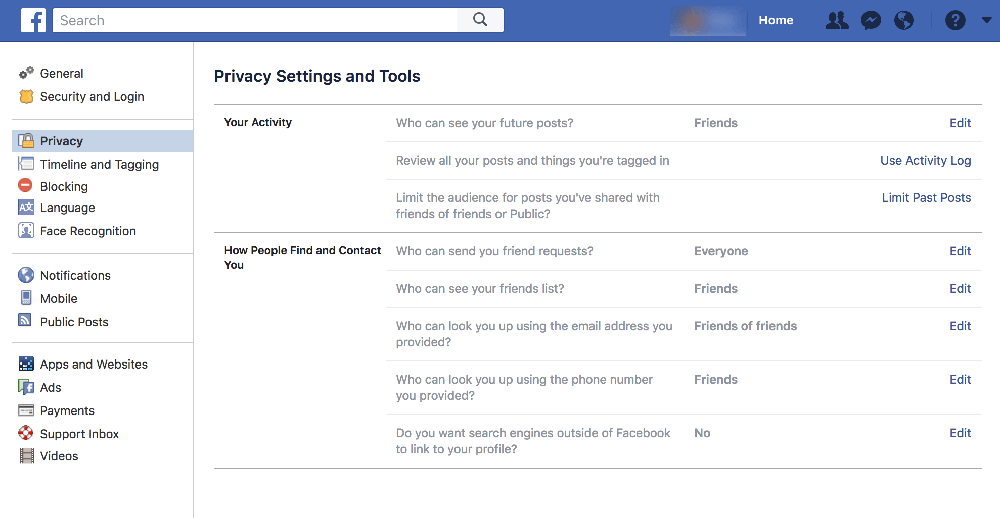 f
Search
Home
?
General
Security and Login
Privacy
Timeline and Tagging
Blocking
A文 Language
Face Recognition
Notifications
Mobile
Public Posts
Apps and Websites
f Ads
Payments
Support Inbox
Videos
Privacy Settings and Tools
Your Activity
Who can see your future posts?
Friends
Edit
Review all your posts and things you're tagged in
Use Activity Log
Limit the audience for posts you've shared with
friends of friends or Public?
Limit Past Posts
How People Find and Contact
You
Who can send you friend requests?
Everyone
Edit
Who can see your friends list?
Friends
Edit
Who can look you up using the email address you
provided?
Friends of friends
Edit
Who can look you up using the phone number
you provided?
Friends
Edit
Do you want search engines outside of Facebook
to link to your profile?
No
Edit